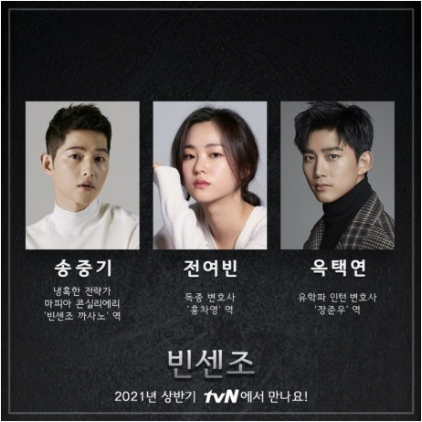 송중기
냉혹한 전략가
마피아 콘실리에리
'빈센조 까사노' 역
전여빈
독종 변호사
'홍차영' 역
옥택연
유학파 인턴 변호사
'장준우' 역
빈센조
2021년 상반기 tvN에서 만나요!